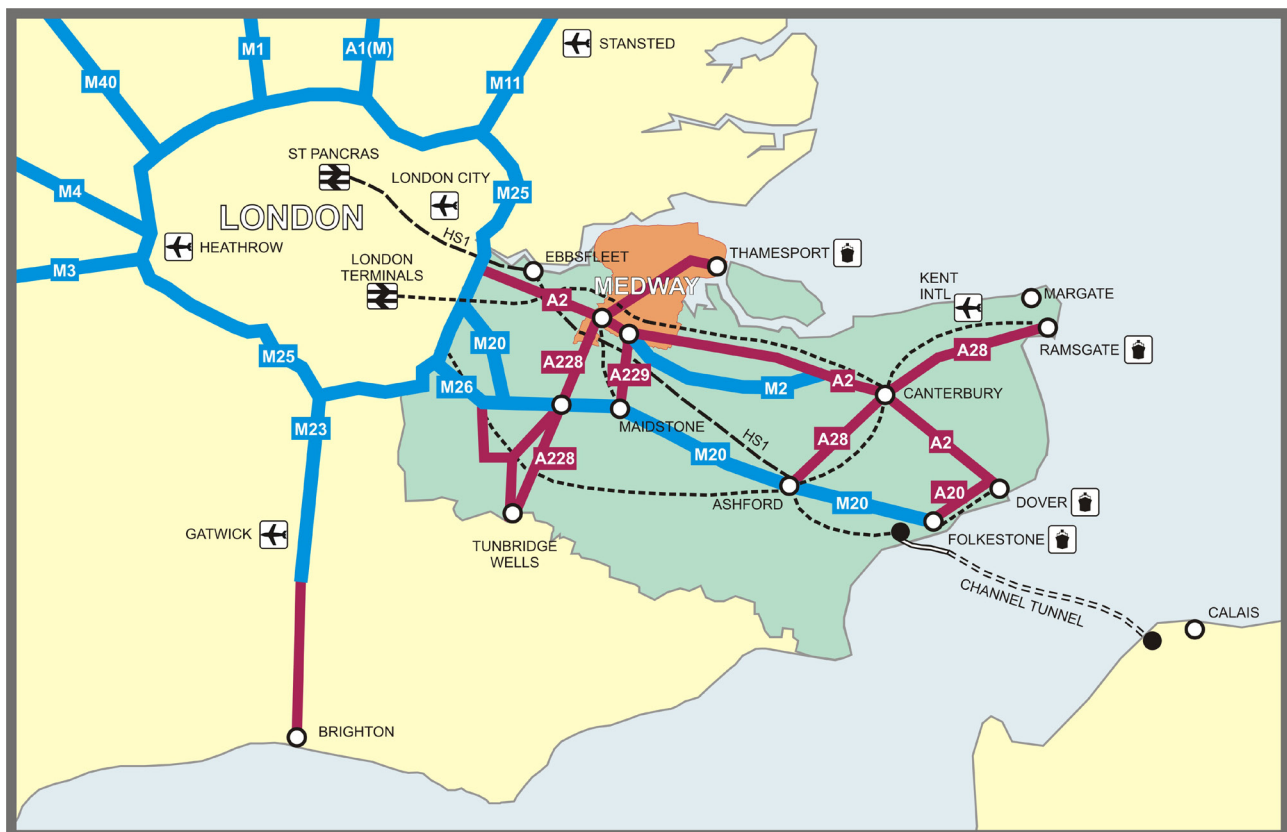 M1
A1(M)
STANSTED
M40
M11
ST PANCRAS
LONDON CITY
M4
M25
LONDON
HS1
HEATHROW
EBBSFLEET
THAMESPORT
M3
LONDON
TERMINALS
MEDWAY
KENT
INTL
MARGATE
A2
M20
RAMSGATE
M25
A228
A28
A229
M2
A2
M26
CANTERBURY
M23
MAIDSTONE
HS1
A28
A2
A228
M20
ASHFORD
M20
A20
DOVER
GATWICK
FOLKESTONE
TUNBRIDGE
WELLS
CHANNEL TUNNEL
CALAIS
BRIGHTON